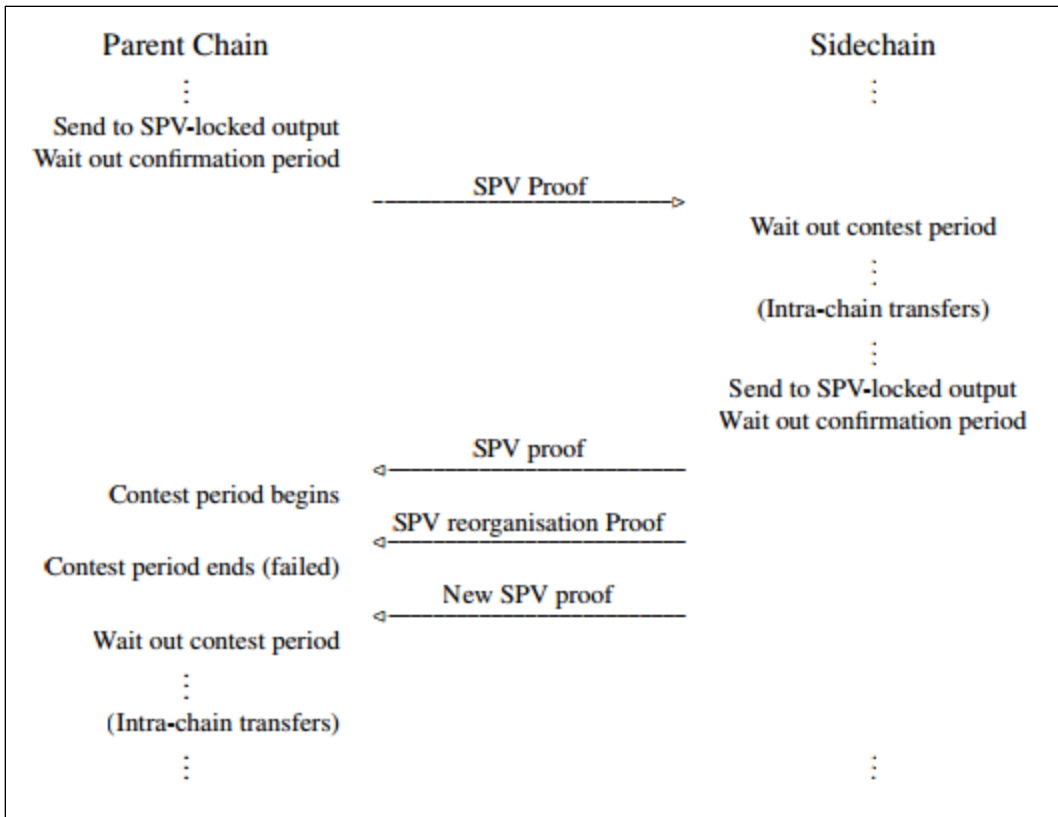 Parent Chain
Sidechain
Send to SPV-locked output
Wait out confirmation period
SPV Proof
Wait out contest period
(Intra-chain transfers)
Send to SPV-locked output
Wait out confirmation period
SPV proof
Contest period begins
SPV reorganisation Proof
Contest period ends (failed)
New SPV proof
Wait out contest period
(Intra-chain transfers)